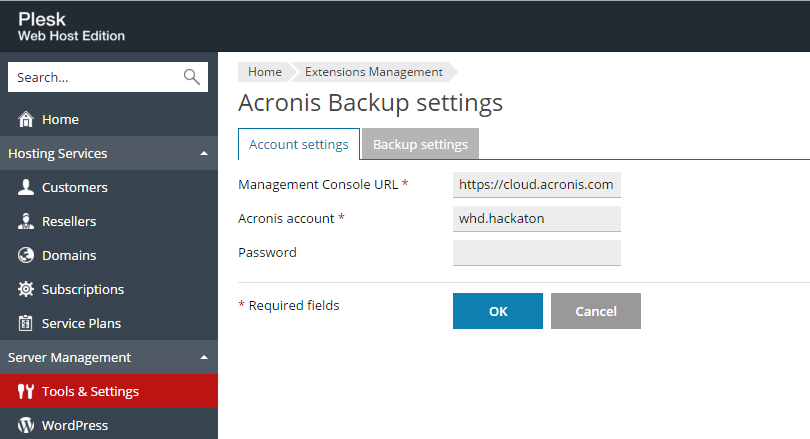 Plesk
Web Host Edition
Search...
Home
Hosting Services
Customers
Resellers
Domains
Subscriptions
Service Plans
Server Management
Tools & Settings
WordPress
Home Extensions Management
Acronis Backup settings
Account settings Backup settings
Management Console URL * https://cloud.acronis.com
Acronis account * whd.hackaton
Password
* Required fields OK Cancel